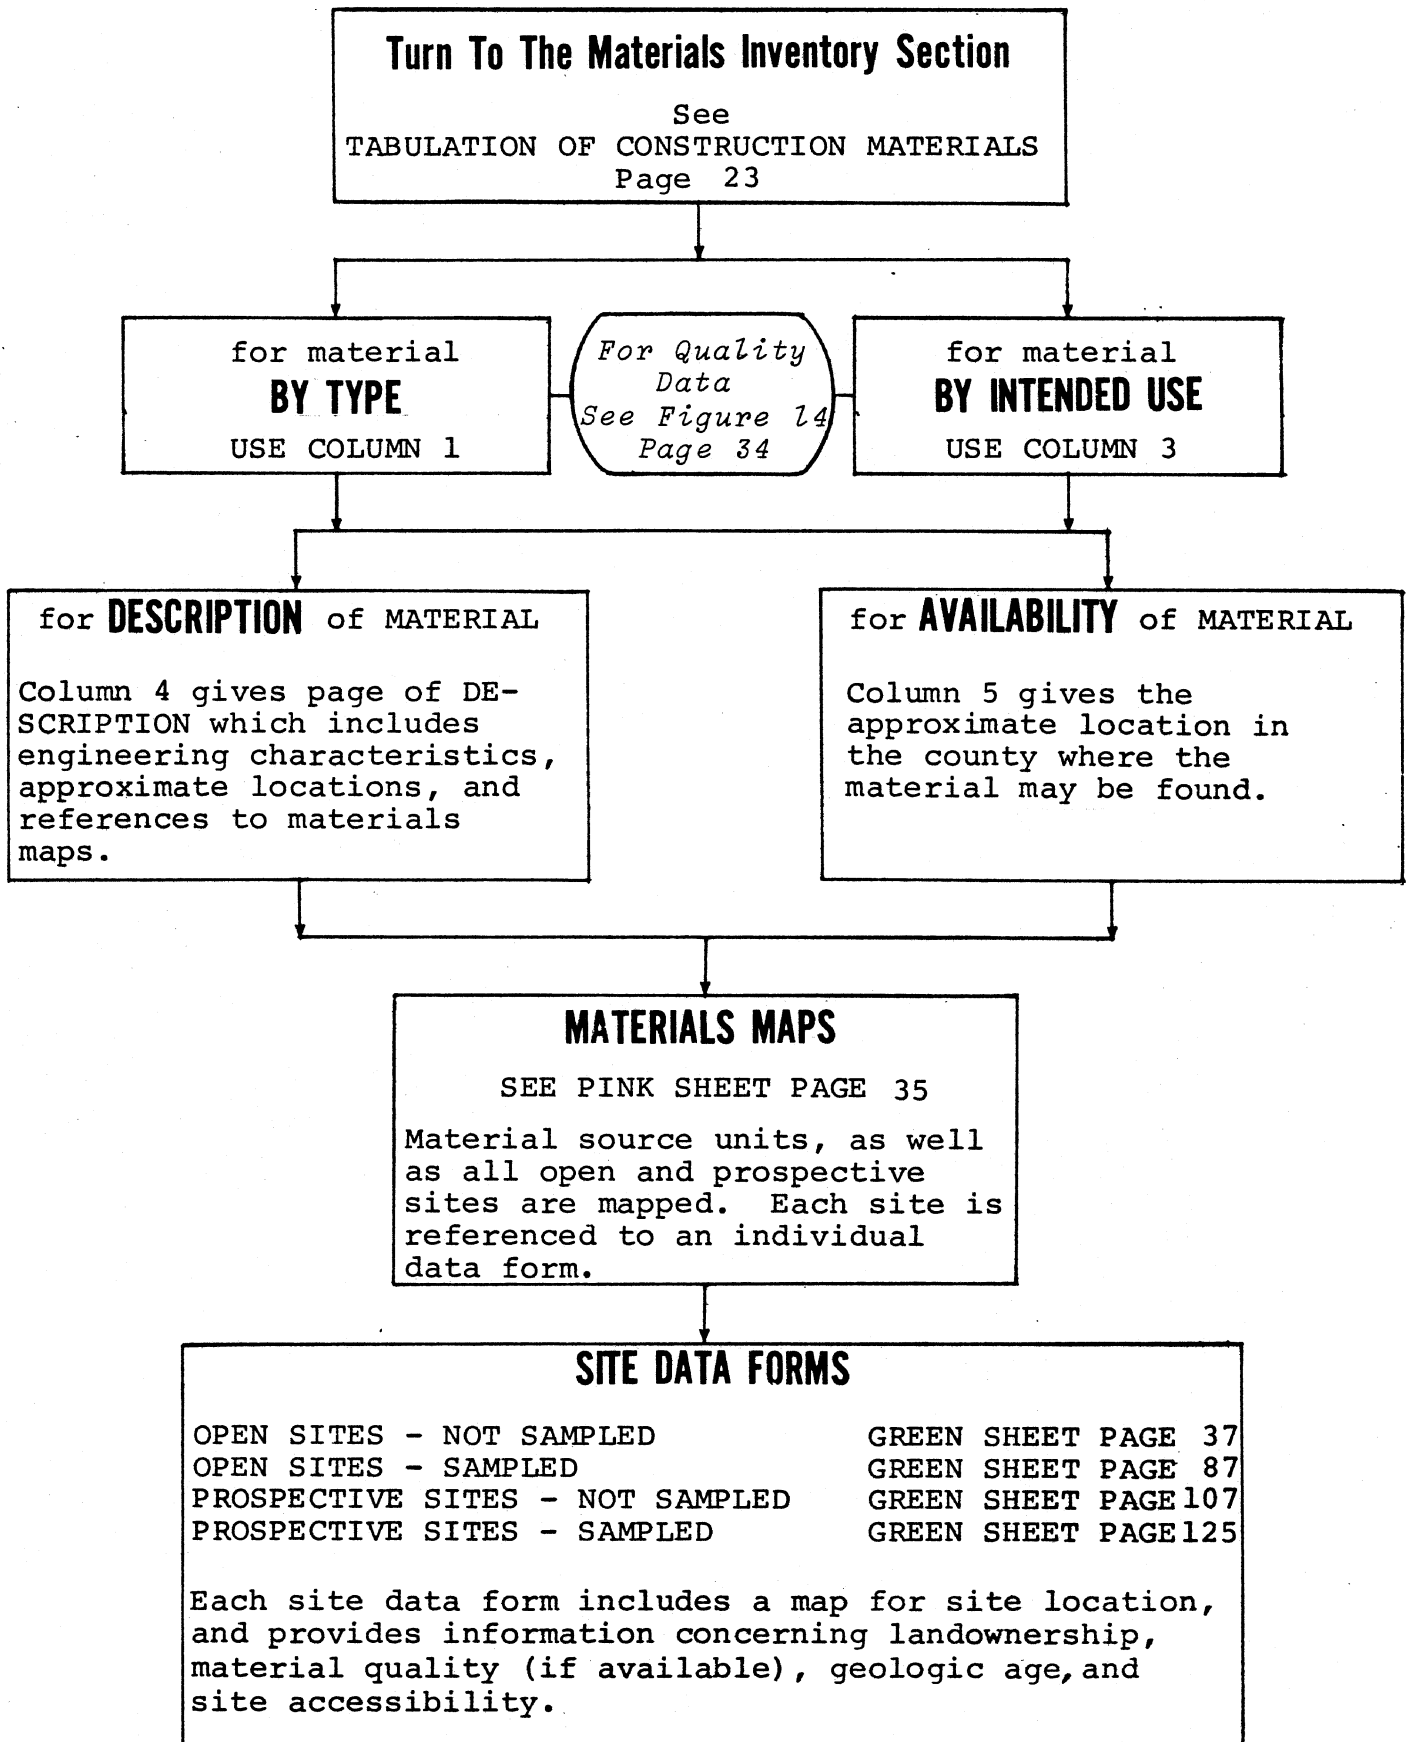 Turn To The Materials Inventory Section
See
TABULATION OF CONSTRUCTION MATERIALS
Page 23
for material
BY TYPE
USE COLUMN 1
For Quality
Data
See Figure 14
Page 34
for material
BY INTENDED USE
USE COLUMN 3
for DESCRIPTION of MATERIAL
Column 4 gives page of DE-
SCRIPTION which includes
engineering characteristics,
approximate locations, and
references to materials
maps.
for AVAILABILITY of MATERIAL
Column 5 gives the
approximate location in
the county where the
material may be found.
MATERIALS MAPS
SEE PINK SHEET PAGE 35
Material source units, as well
as all open and prospective
sites are mapped.  Each site is
referenced to an individual
data form.
SITE DATA FORMS
OPEN SITES - NOT SAMPLED GREEN SHEET PAGE 37
OPEN SITES - SAMPLED GREEN SHEET PAGE 87
PROSPECTIVE SITES - NOT SAMPLED GREEN SHEET PAGE 107
PROSPECTIVE SITES - SAMPLED GREEN SHEET PAGE 125
Each site data form includes a map for site location,
and provides information concerning landownership,
material quality (if available), geologic age, and
site accessibility.